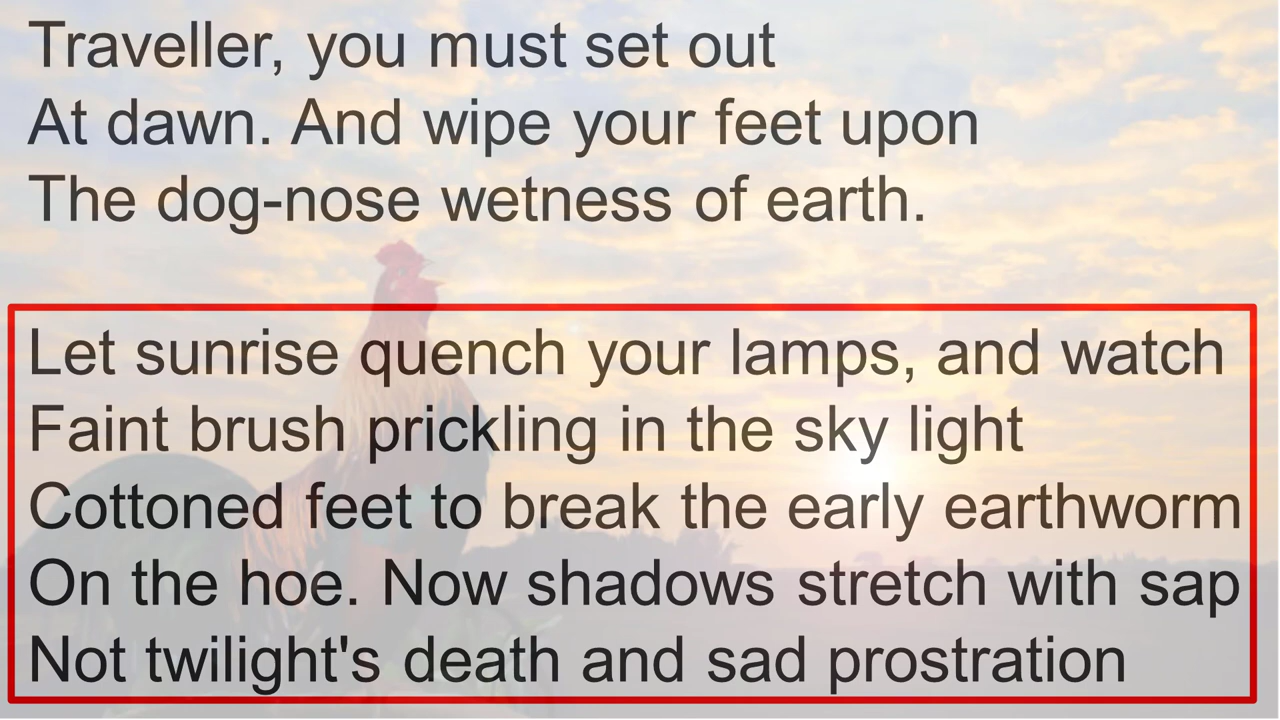 Traveller, you must set out
At dawn. And wipe your feet upon
The dog-nose wetness of earth.
Let sunrise quench your lamps, and watch
Faint brush prickling in the sky light
Cottoned feet to break the early earthworm
On the hoe. Now shadows stretch with sap
Not twilight's death and sad prostration